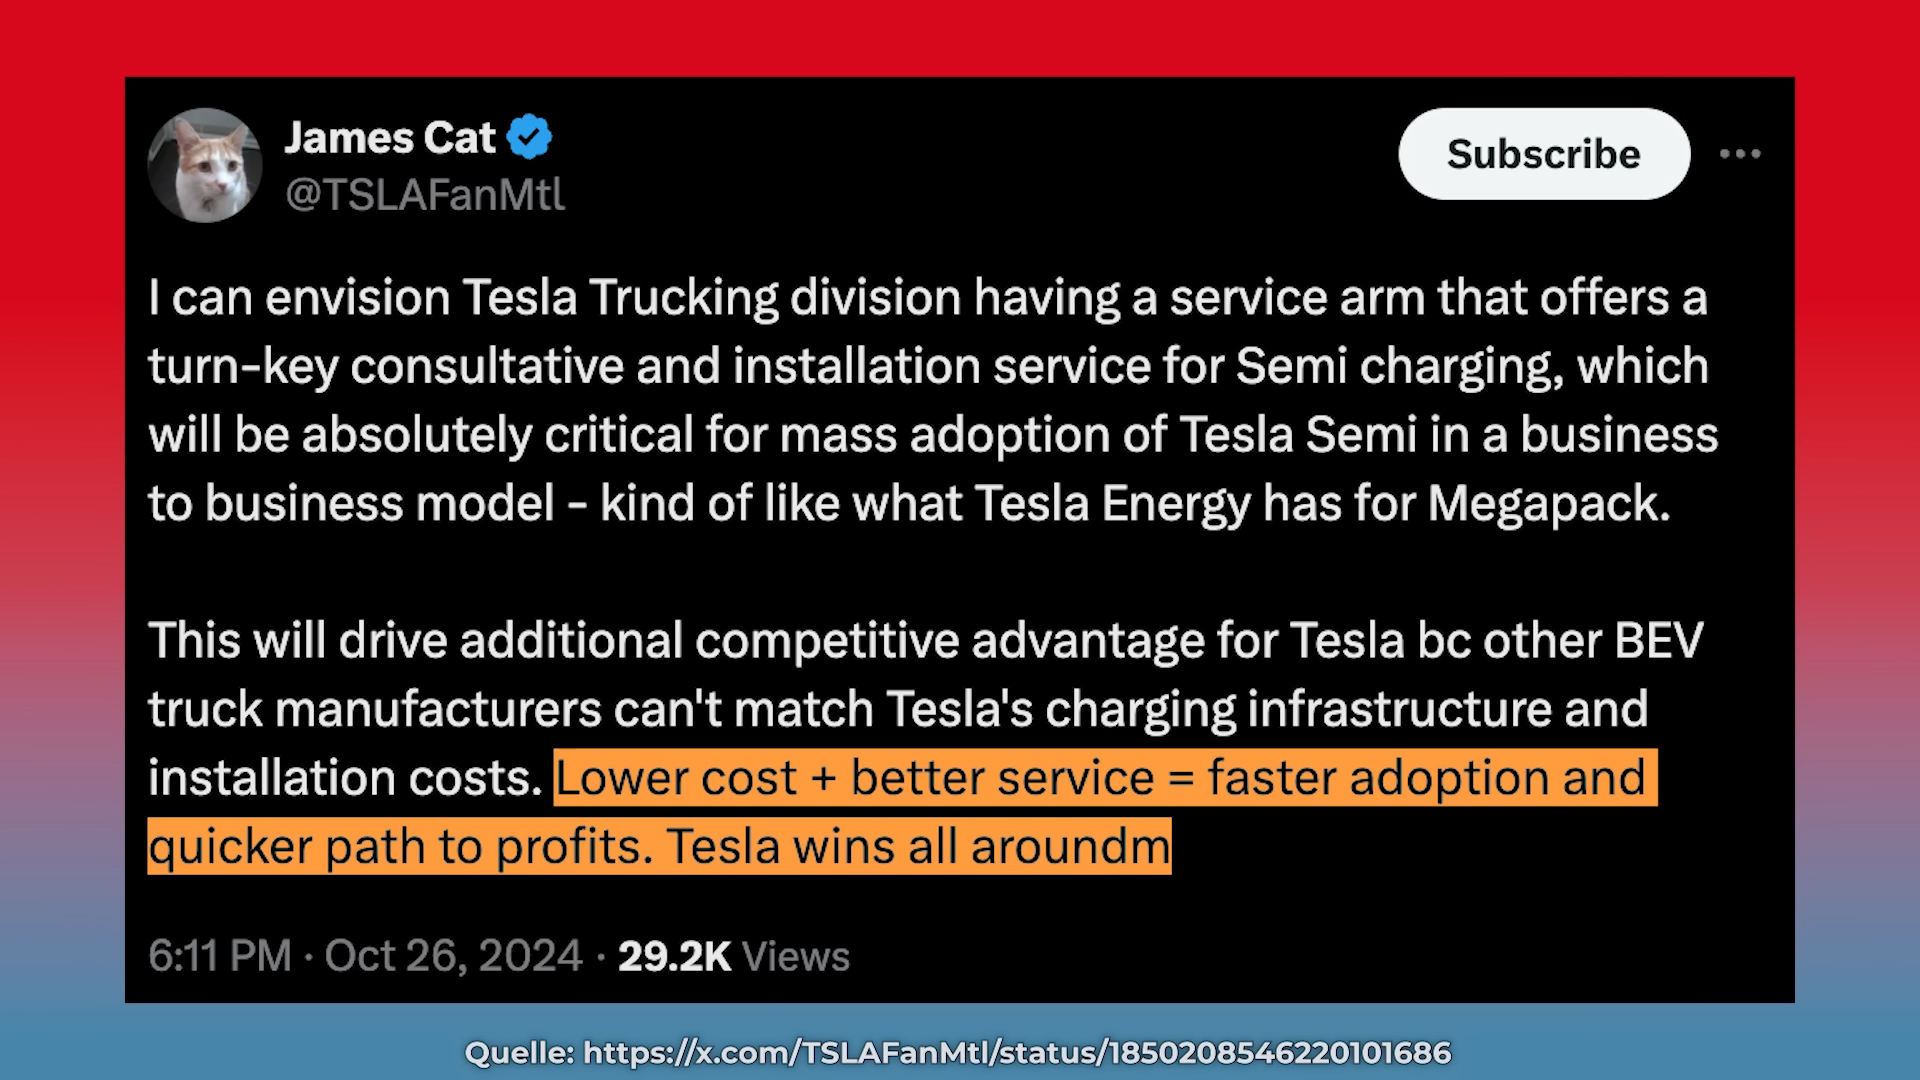 James Cat
@TSLAFanMtl
Subscribe
I can envision Tesla Trucking division having a service arm that offers a
turn-key consultative and installation service for Semi charging, which
will be absolutely critical for mass adoption of Tesla Semi in a business
to business model - kind of like what Tesla Energy has for Megapack.
This will drive additional competitive advantage for Tesla bc other BEV
truck manufacturers can't match Tesla's charging infrastructure and
installation costs. Lower cost + better service = faster adoption and
quicker path to profits. Tesla wins all aroundm
6:11 PM · Oct 26, 2024 · 29.2K Views
Quelle: https://x.com/TSLAFanMtl/status/1850208546220101686